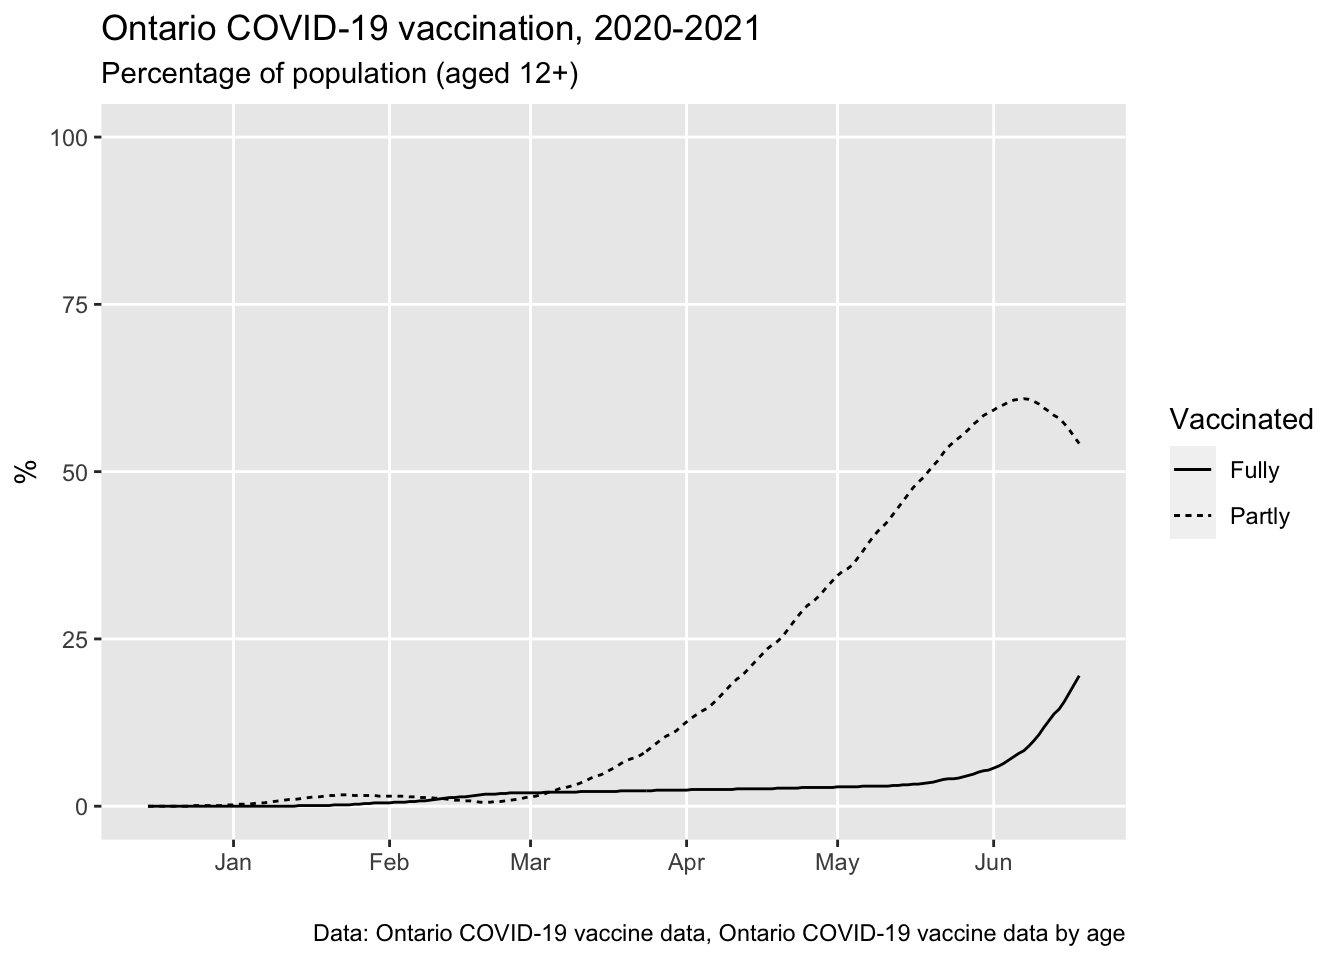 Ontario COVID-19 vaccination, 2020-2021
Percentage of population (aged 12+)
100
75
50
25
0
%
Jan Feb Mar Apr May Jun
Vaccinated
Fully
Partly
Data: Ontario COVID-19 vaccine data, Ontario COVID-19 vaccine data by age